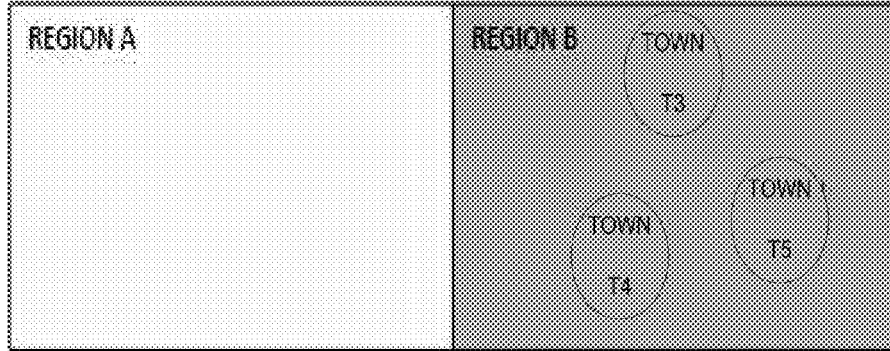 REGION A
REGION B
TOWN
T3
TOWN
T4
TOWN
T5